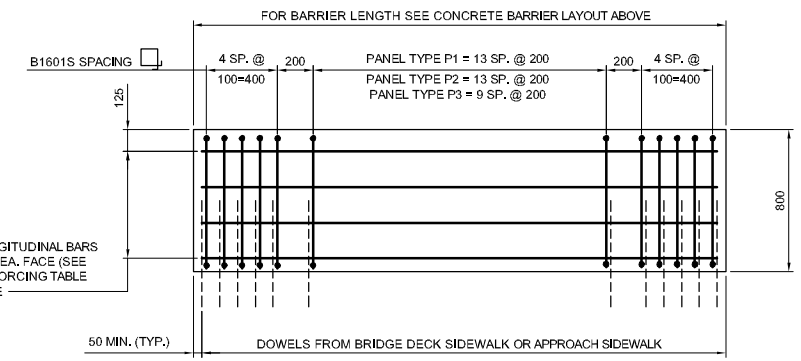 FOR BARRIER LENGTH SEE CONCRETE BARRIER LAYOUT ABOVE
B1601S SPACING
4 SP. @
100=400
200
PANEL TYPE P1 = 13 SP. @ 200
PANEL TYPE P2 = 13 SP. @ 200
PANEL TYPE P3 = 9 SP. @ 200
200
4 SP. @
100=400
125
800
GITUDINAL BARS
EA. FACE (SEE
ORCING TABLE
50 MIN. (TYP.)
DOWELS FROM BRIDGE DECK SIDEWALK OR APPROACH SIDEWALK